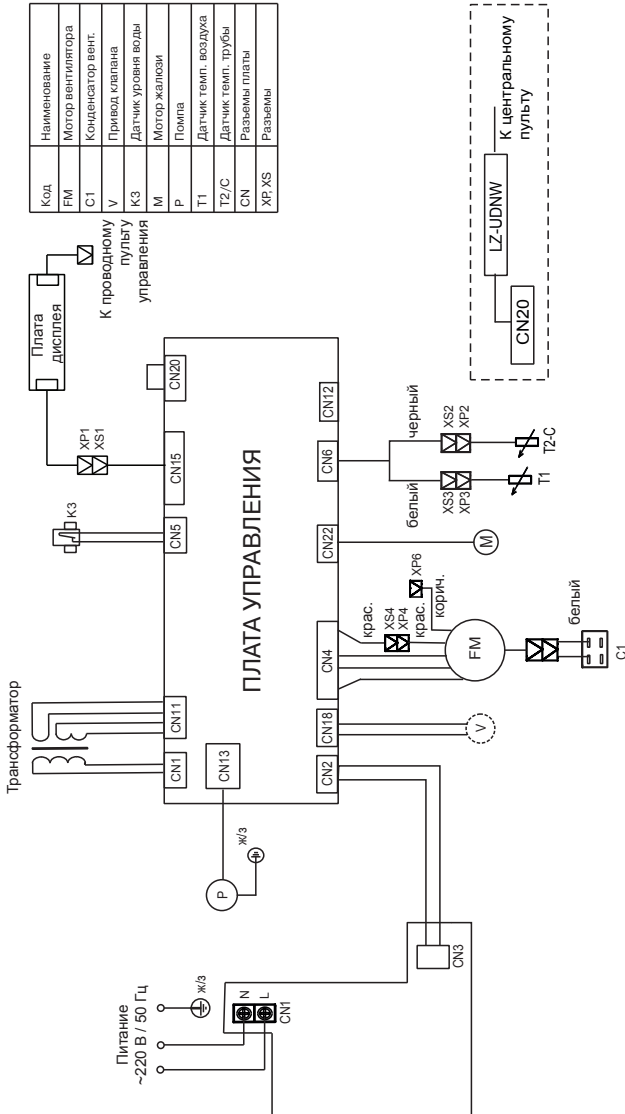 Код Наименование
FM Мотор вентилятора
C1 Конденсатор вент.
V Привод клапана
K3 Датчик уровня воды
M Мотор жалюзи
P Помпа
T1 Датчик темп. воздуха
T2/C Датчик темп. трубы
CN Разъемы платы
XP, XS Разъемы
Плата
дисплея
К проводному
пульту
управления
XP1
XS1
K3
Трансформатор
CN1
CN11
CN5
CN15
CN20
CN13
ПЛАТА УПРАВЛЕНИЯ
CN2
CN18
CN4
CN22
CN6
CN12
P
ж/з
Питание
~220 В / 50 Гц
ж/з
N
L
CN1
CN3
V
крас.
XS4
XP4
крас.
XP6
корич.
FM
белый
C1
M
белый
черный
XS3
XP3
XS2
XP2
T1
T2-C
LZ-UDNW
CN20
К центральному
пульту